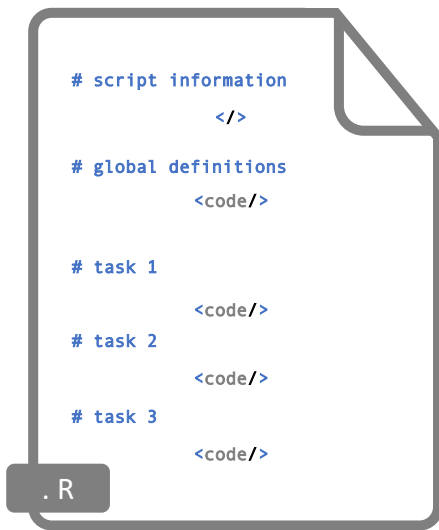 # script information
</>
# global definitions
<code/>
# task 1
<code/>
# task 2
<code/>
# task 3
<code/>
. R